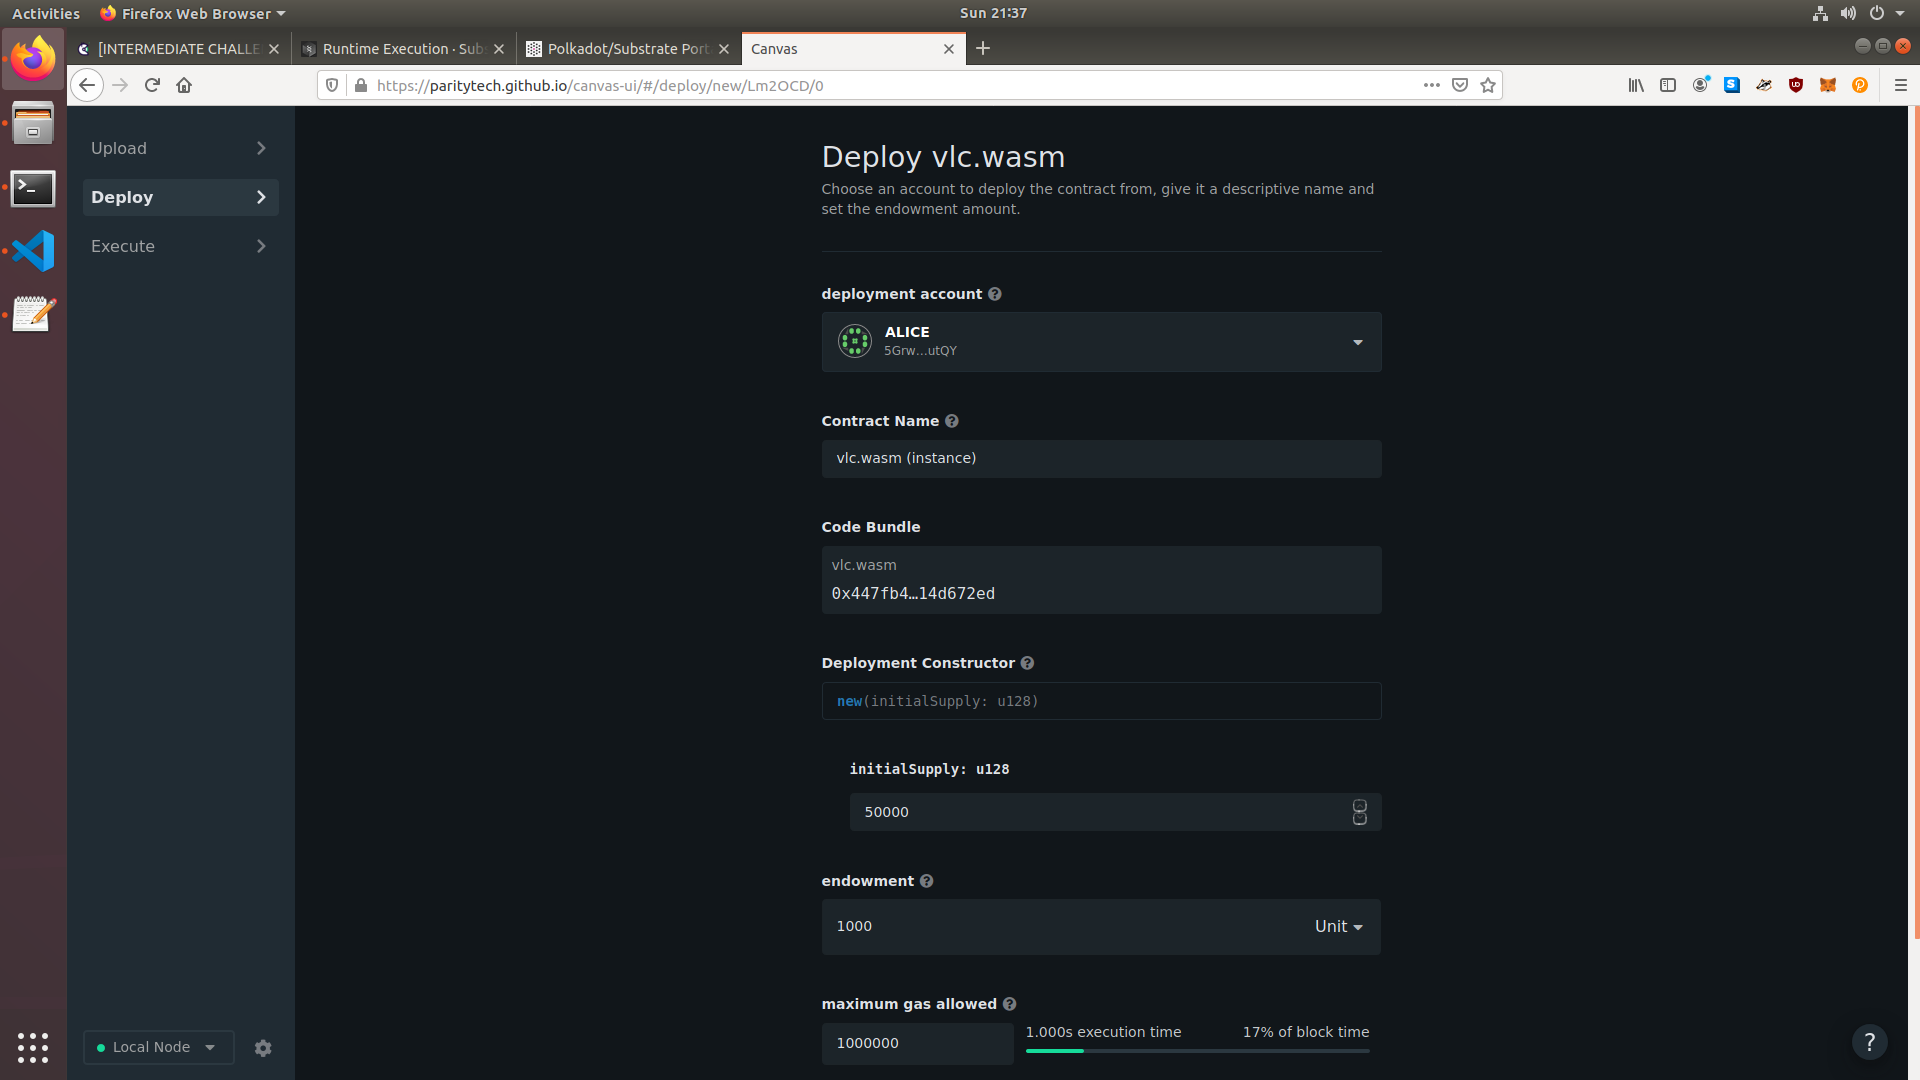 Activities
Firefox Web Browser
Sun 21:37
[INTERMEDIATE CHALLE
Runtime Execution · Subs
Polkadot/Substrate Port
Canvas
https://paritytech.github.io/canvas-ui/#/deploy/new/Lm2OCD/0
Upload
Deploy
Execute
Deploy vlc.wasm
Choose an account to deploy the contract from, give it a descriptive name and
set the endowment amount.
deployment account
ALICE
5Grw...utQY
Contract Name
vlc.wasm (instance)
Code Bundle
vlc.wasm
0x447fb4…14d672ed
Deployment Constructor
new(initialSupply: u128)
initialSupply: u128
50000
endowment
1000
Unit
maximum gas allowed
1000000
1.000s execution time
17% of block time
Local Node
?